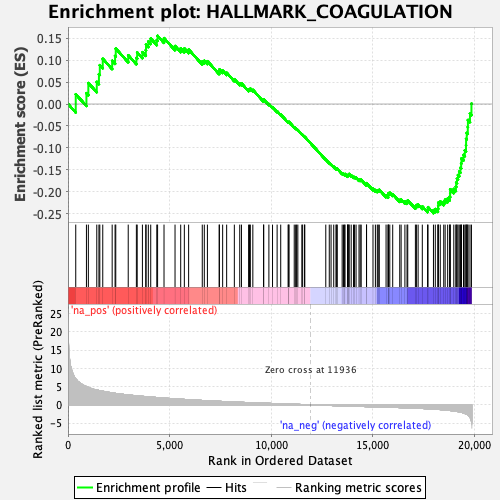 Enrichment plot: HALLMARK_COAGULATION
Enrichment score (ES)
0.15
0.10
0.05
0.00
-0.05
-0.10
-0.15
-0.20
-0.25
'na_pos' (positively correlated)
Ranked list metric (PreRanked)
25
20
15
10
5
0
-5
Zero cross at 11936
'na_neg' (negatively correlated)
0
5,000
10,000
15,000
20,000
Rank in Ordered Dataset
Enrichment profile
Hits
Ranking metric scores